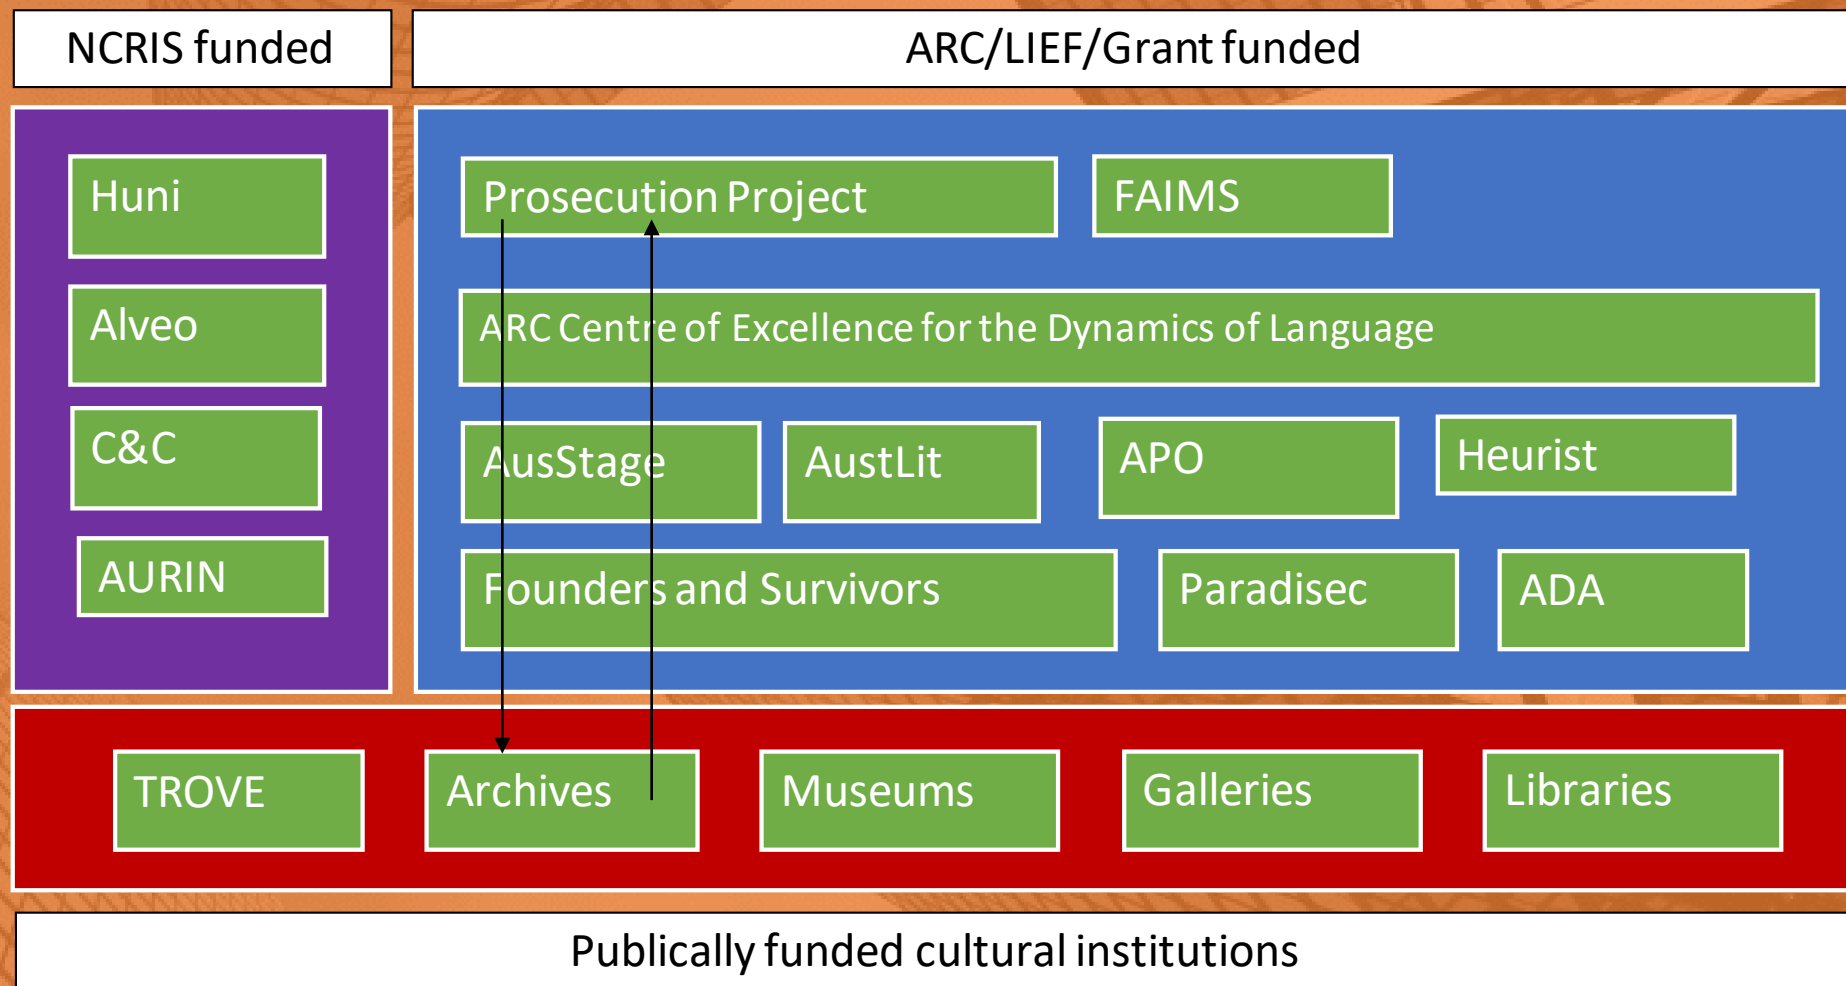 NCRIS funded
ARC/LIEF/Grant funded
Huni
Alveo
C&C
AURIN
Prosecution Project
FAIMS
ARC Centre of Excellence for the Dynamics of Language
AusStage
AustLit
APO
Heurist
Founders and Survivors
Paradisec
ADA
TROVE
Archives
Museums
Galleries
Libraries
Publically funded cultural institutions